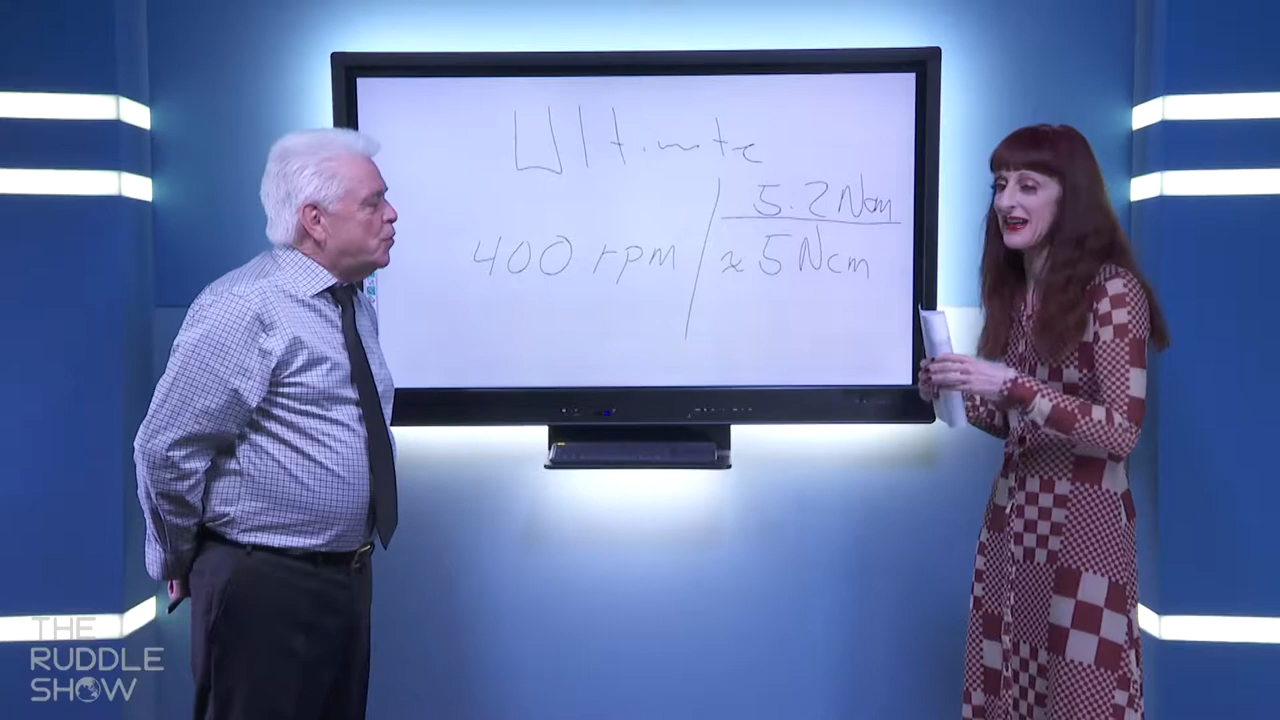 Ultimate
5.2 Ncm
400 rpm / ≈ 5 Ncm
THE
RUDDLE
SHOW